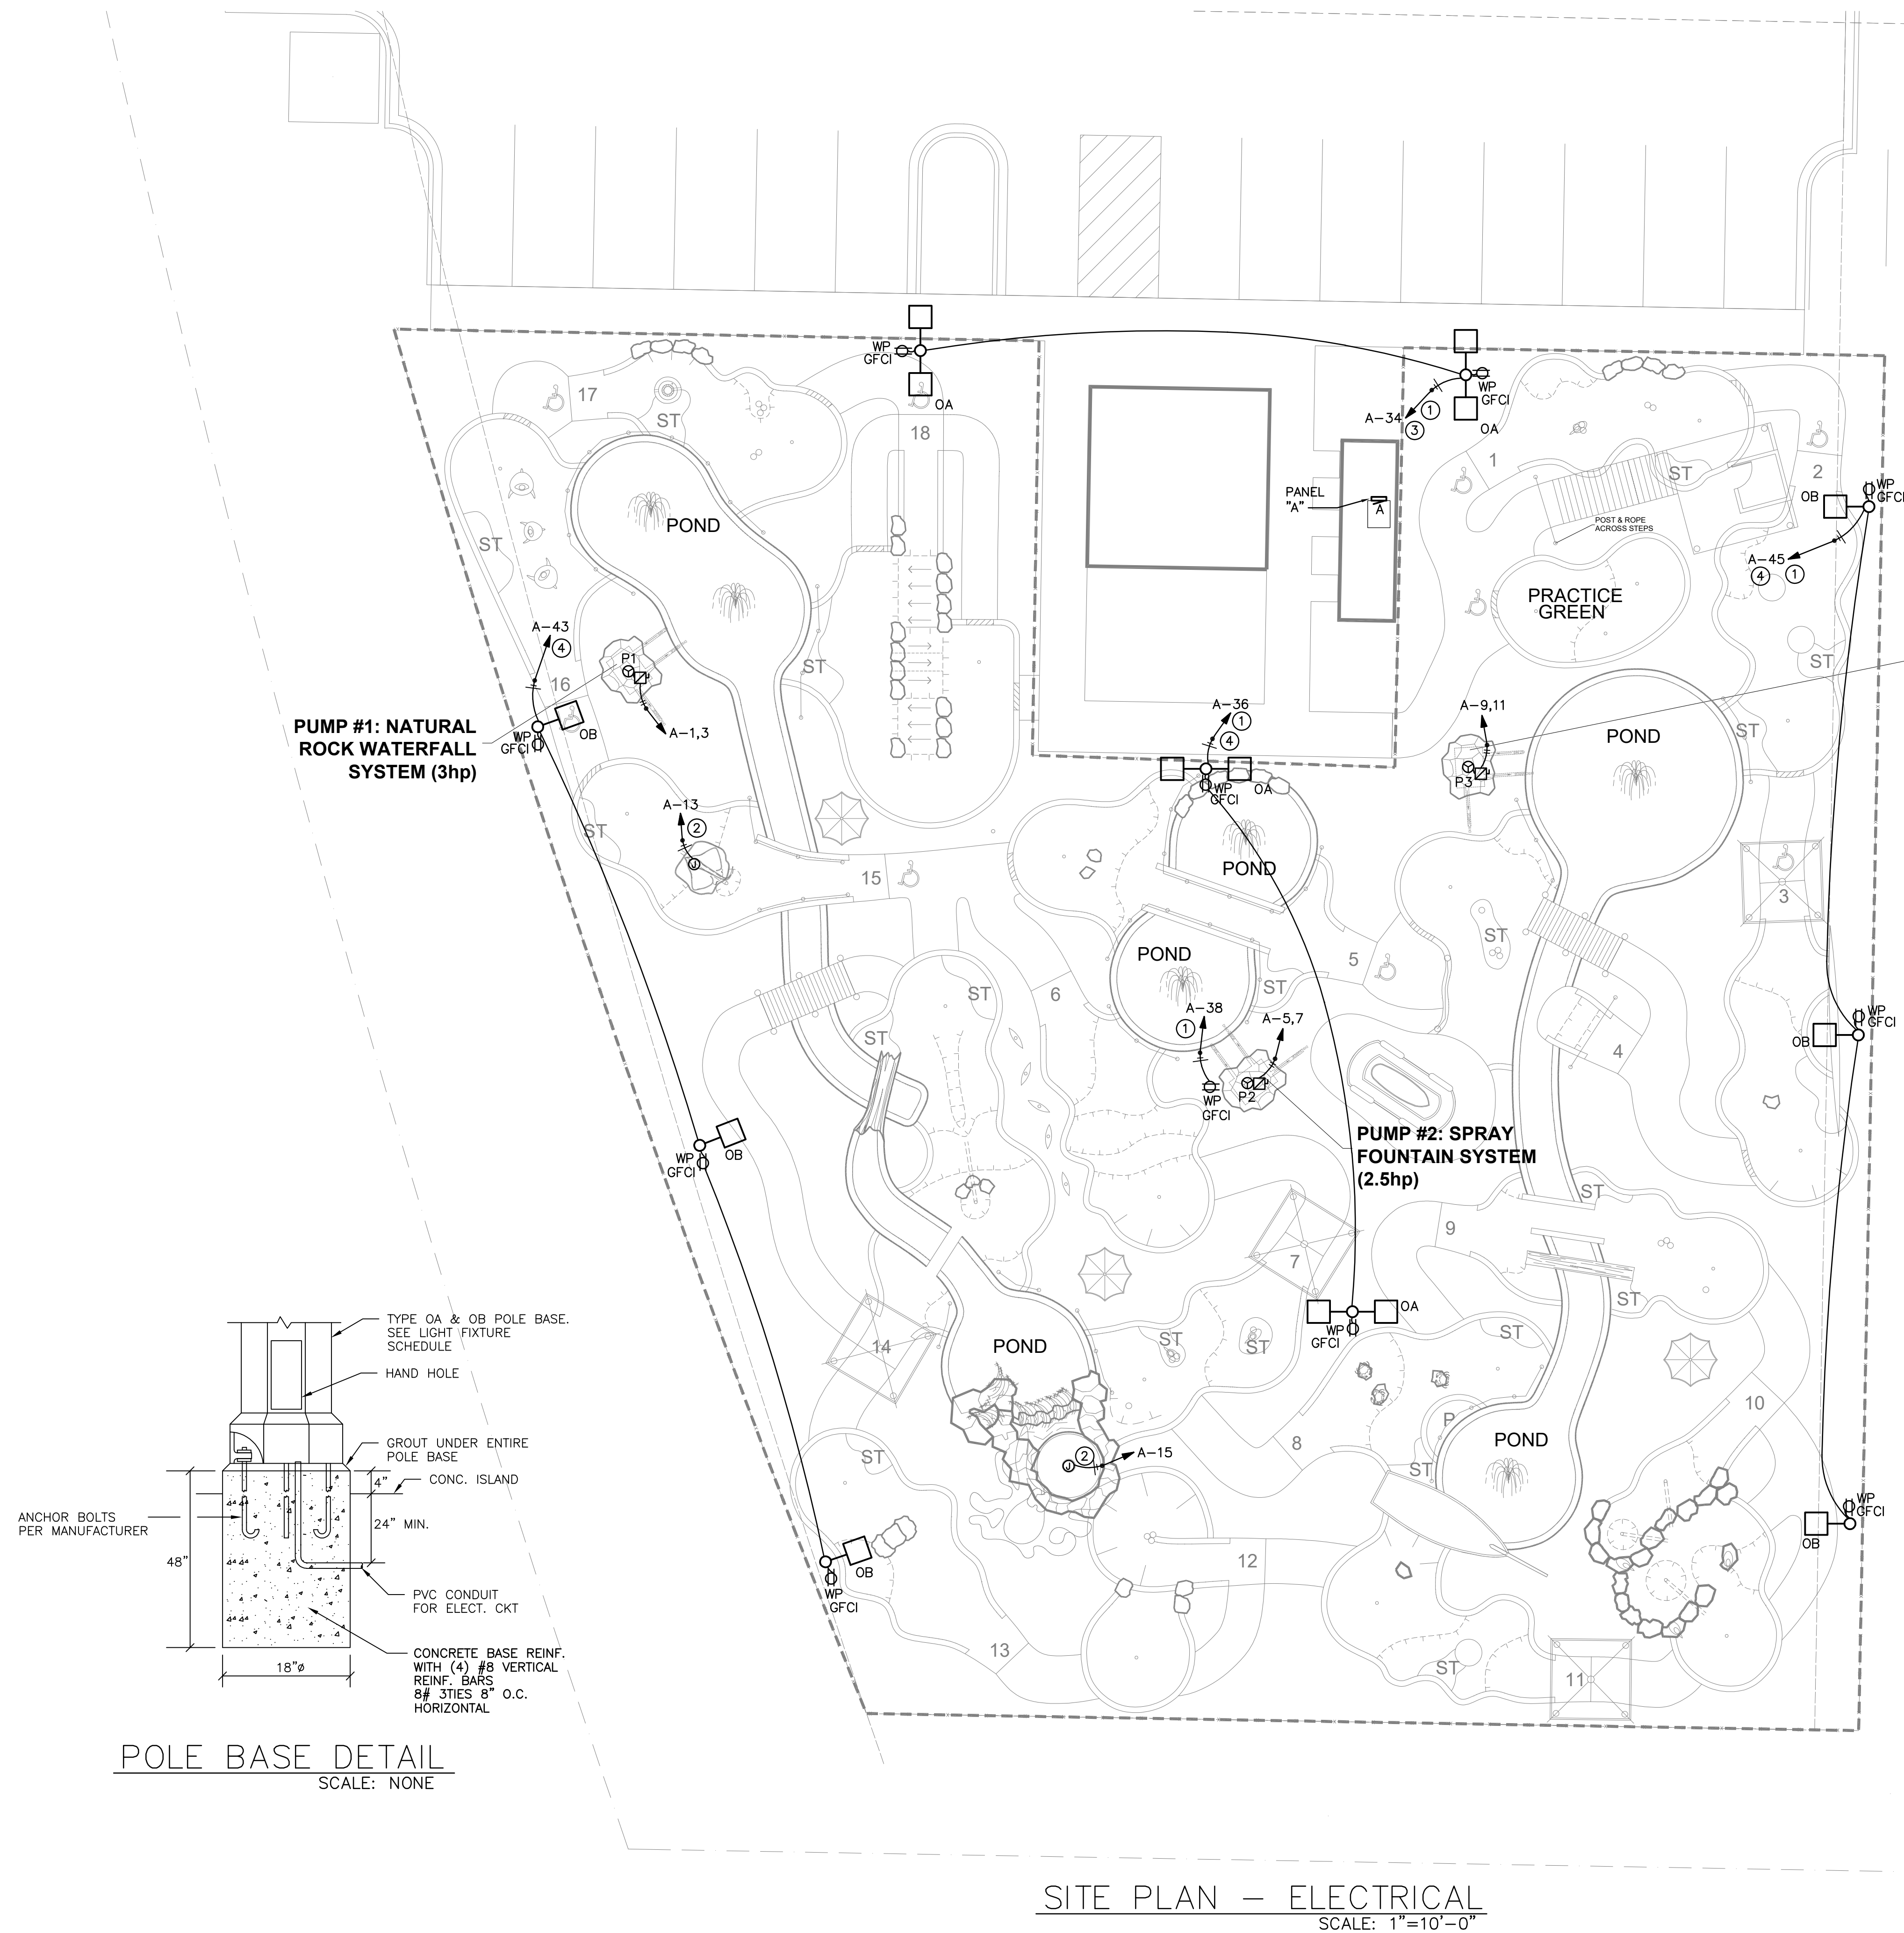 WP
GFCI
OA
WP
GFCI
A-34
①
③
OA
17
ST
18
1
ST
2
PANEL
"A"
A
OB
WP
GFCI
POST & ROPE
ACROSS STEPS
A-45
④ ①
POND
ST
PRACTICE
GREEN
A-43
④
P1
16
ST
ST
PUMP #1: NATURAL
ROCK WATERFALL
SYSTEM (3hp)
WP
GFCI
OB
A-1,3
A-36
①
④
A-9,11
POND
ST
P3
WP
GFCI
OA
A-13
②
ST
J
POND
15
3
POND
5
ST
6
ST
ST
A-38
①
A-5,7
WP
GFCI
OB
ST
4
P2
WP
GFCI
PUMP #2: SPRAY
FOUNTAIN SYSTEM
(2.5hp)
WP
GFCI
OB
ST
9
7
ST
OA
WP
GFCI
14
POND
ST
ST
ST
10
P
8
POND
ST
ST
②
A-15
J
WP
GFCI
OB
OB
WP
GFCI
12
13
ST
11
TYPE OA & OB POLE BASE.
SEE LIGHT FIXTURE
SCHEDULE
HAND HOLE
GROUT UNDER ENTIRE
POLE BASE
4"
CONC. ISLAND
ANCHOR BOLTS
PER MANUFACTURER
24" MIN.
48"
PVC CONDUIT
FOR ELECT. CKT
CONCRETE BASE REINF.
WITH (4) #8 VERTICAL
REINF. BARS
8# 3TIES 8" O.C.
HORIZONTAL
18"ø
POLE BASE DETAIL
SCALE: NONE
SITE PLAN - ELECTRICAL
SCALE: 1"=10'-0"